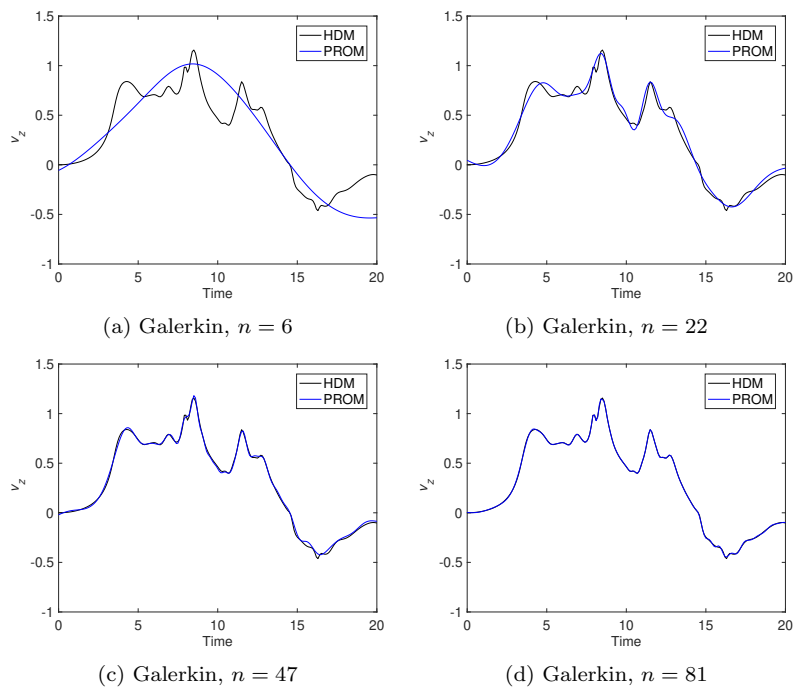 1.5
1
0.5
0
-0.5
-1
0 5 10 15 20
v_z
Time
HDM
PROM
(a) Galerkin, n = 6
1.5
1
0.5
0
-0.5
-1
0 5 10 15 20
v_z
Time
HDM
PROM
(b) Galerkin, n = 22
1.5
1
0.5
0
-0.5
-1
0 5 10 15 20
v_z
Time
HDM
PROM
(c) Galerkin, n = 47
1.5
1
0.5
0
-0.5
-1
0 5 10 15 20
v_z
Time
HDM
PROM
(d) Galerkin, n = 81